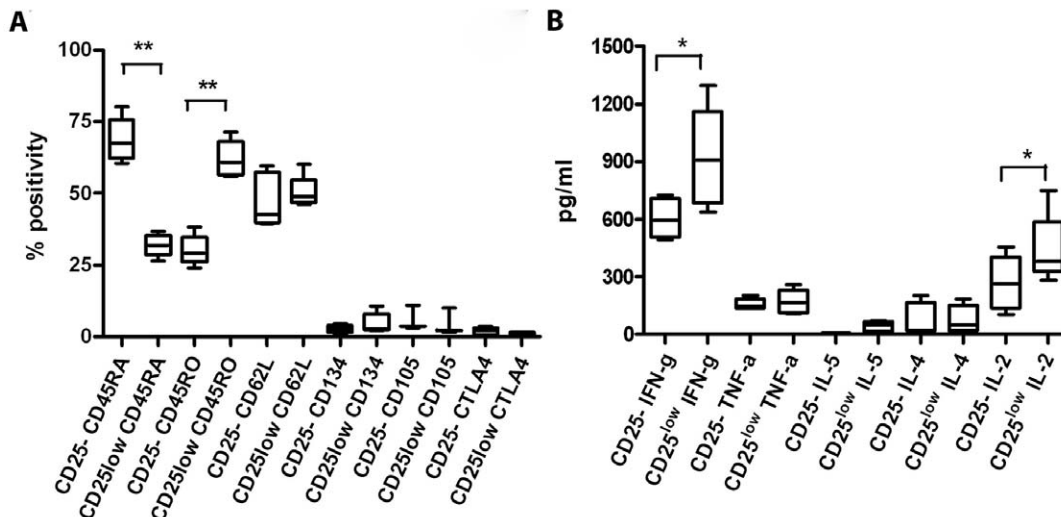 A
% positivity
100
75
50
25
0
**
**
CD25- CD45RA
CD25low CD45RA
CD25- CD45RO
CD25low CD45RO
CD25- CD62L
CD25low CD62L
CD25- CD134
CD25low CD134
CD25- CD105
CD25low CD105
CD25- CTLA4
CD25low CTLA4
B
pg/ml
1500
1200
900
600
300
0
*
*
CD25- IFN-g
CD25low IFN-g
CD25- TNF-a
CD25low TNF-a
CD25- IL-5
CD25low IL-5
CD25- IL-4
CD25low IL-4
CD25- IL-2
CD25low IL-2